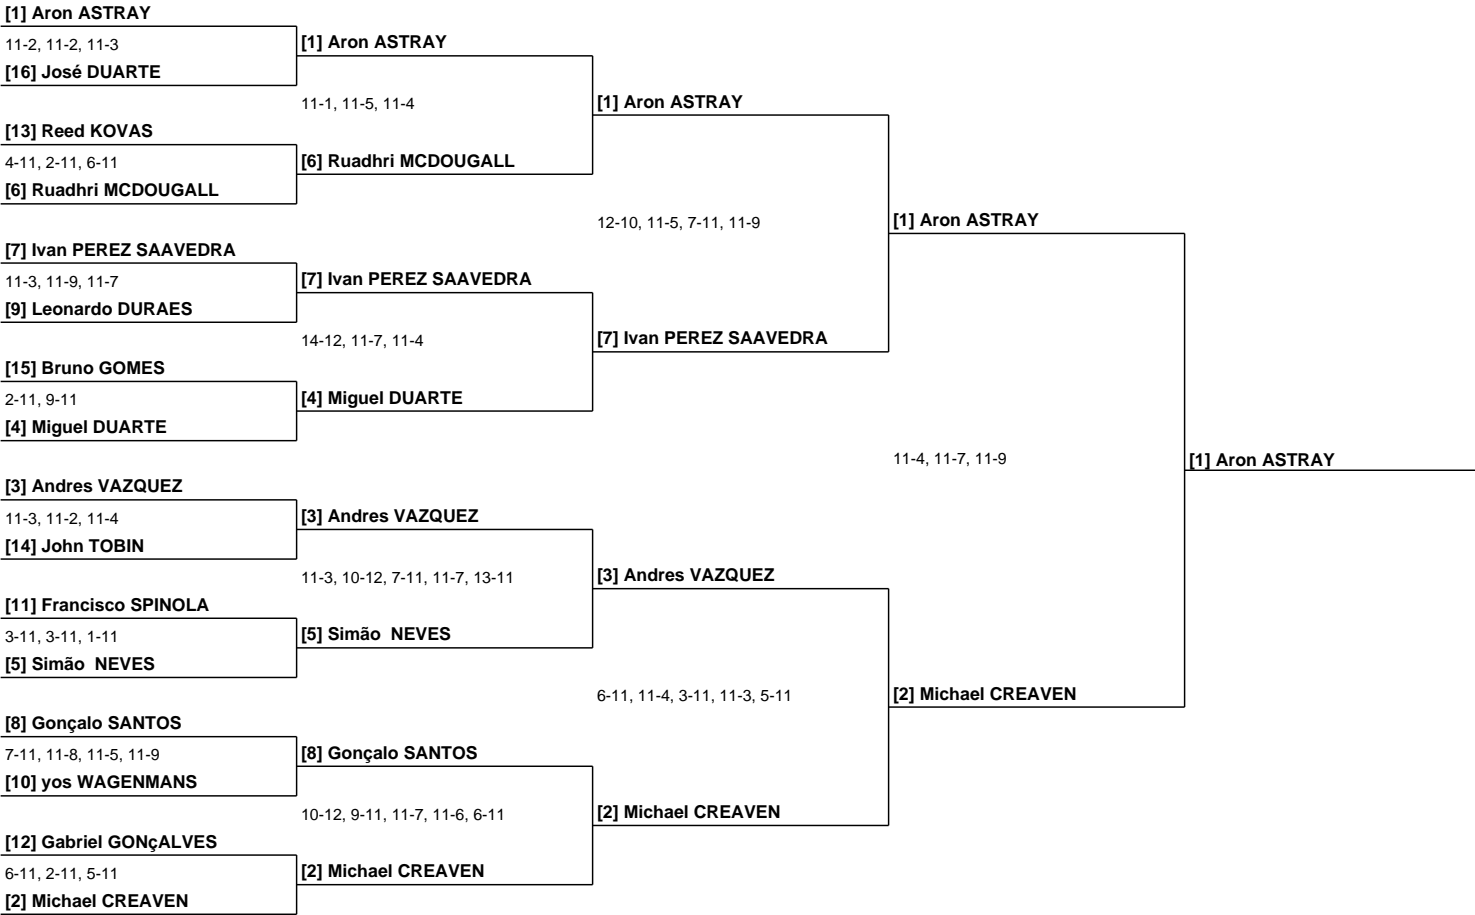 [1] Aron ASTRAY
11-2, 11-2, 11-3
[16] José DUARTE
[13] Reed KOVAS
4-11, 2-11, 6-11
[6] Ruadhri MCDOUGALL
[7] Ivan PEREZ SAAVEDRA
11-3, 11-9, 11-7
[9] Leonardo DURAES
[15] Bruno GOMES
2-11, 9-11
[4] Miguel DUARTE
[3] Andres VAZQUEZ
11-3, 11-2, 11-4
[14] John TOBIN
[11] Francisco SPINOLA
3-11, 3-11, 1-11
[5] Simão  NEVES
[8] Gonçalo SANTOS
7-11, 11-8, 11-5, 11-9
[10] yos WAGENMANS
[12] Gabriel GONçALVES
6-11, 2-11, 5-11
[2] Michael CREAVEN
[1] Aron ASTRAY
11-1, 11-5, 11-4
[6] Ruadhri MCDOUGALL
[7] Ivan PEREZ SAAVEDRA
14-12, 11-7, 11-4
[4] Miguel DUARTE
[3] Andres VAZQUEZ
11-3, 10-12, 7-11, 11-7, 13-11
[5] Simão  NEVES
[8] Gonçalo SANTOS
10-12, 9-11, 11-7, 11-6, 6-11
[2] Michael CREAVEN
[1] Aron ASTRAY
12-10, 11-5, 7-11, 11-9
[7] Ivan PEREZ SAAVEDRA
[3] Andres VAZQUEZ
6-11, 11-4, 3-11, 11-3, 5-11
[2] Michael CREAVEN
[1] Aron ASTRAY
11-4, 11-7, 11-9
[2] Michael CREAVEN
[1] Aron ASTRAY